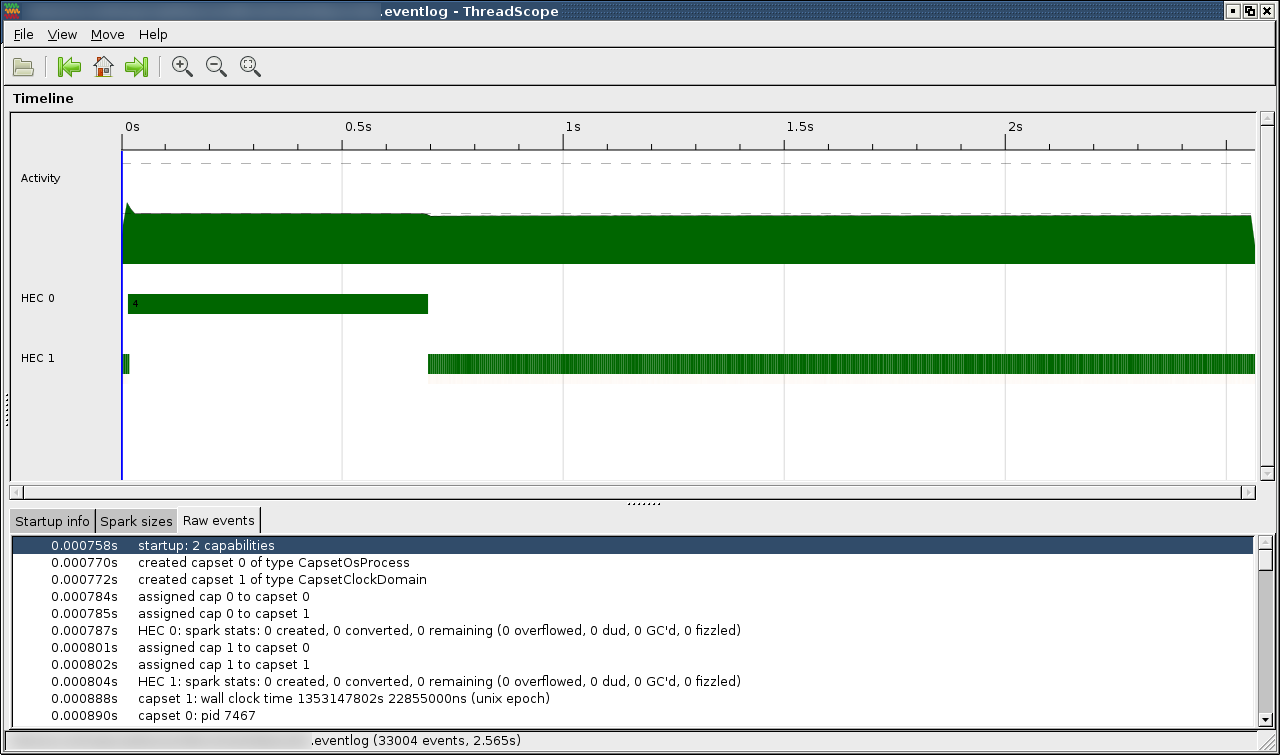 .eventlog - ThreadScope
File View Move Help
Timeline
0s 0.5s 1s 1.5s 2s
Activity
HEC 0
4
HEC 1
Startup info Spark sizes Raw events
0.000758s startup: 2 capabilities
0.000770s created capset 0 of type CapsetOsProcess
0.000772s created capset 1 of type CapsetClockDomain
0.000784s assigned cap 0 to capset 0
0.000785s assigned cap 0 to capset 1
0.000787s HEC 0: spark stats: 0 created, 0 converted, 0 remaining (0 overflowed, 0 dud, 0 GC'd, 0 fizzled)
0.000801s assigned cap 1 to capset 0
0.000802s assigned cap 1 to capset 1
0.000804s HEC 1: spark stats: 0 created, 0 converted, 0 remaining (0 overflowed, 0 dud, 0 GC'd, 0 fizzled)
0.000888s capset 1: wall clock time 1353147802s 22855000ns (unix epoch)
0.000890s capset 0: pid 7467
.eventlog (33004 events, 2.565s)